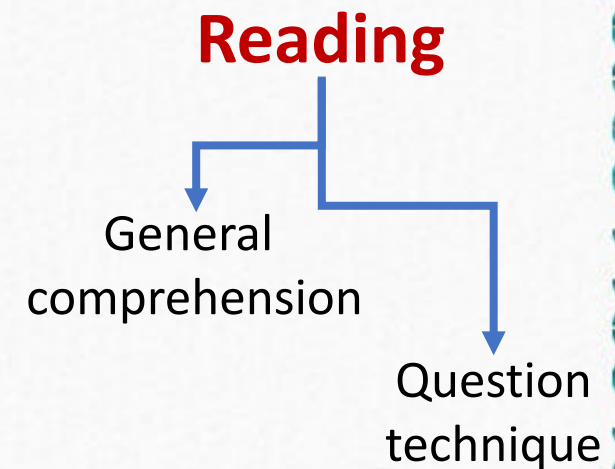 Reading
General
comprehension
Question
technique